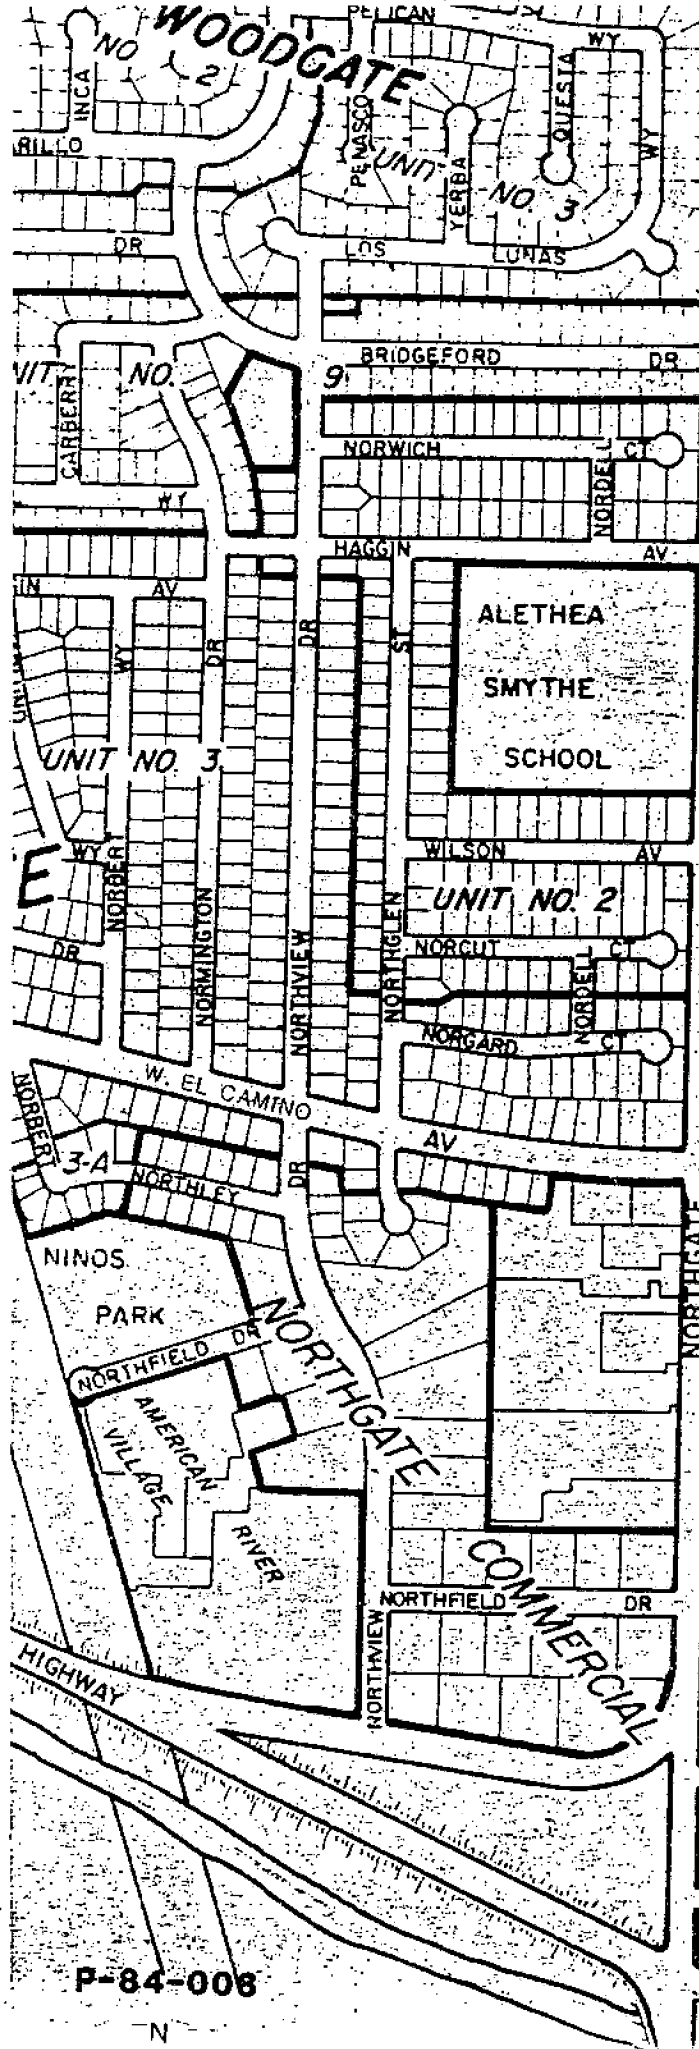 PELICAN
WOODGATE
WY
NO
2
INCA
PENASCO
QUESTA
WY
RILLO
UNIT
YERBA
NO. 3
DR
LOS
LUNAS
BRIDGEFORD
DR
NIT
NO.
9
CARBERRY
NORWICH
NORDELL
CT
WY
HAGGIN
AV
IN
AV
ALETHEA
SMYTHE
SCHOOL
WY
DR
DR
ST
UNIT NO. 3
WILSON
AV
WY
E
UNIT NO. 2
NORBERT
NORMINGTON
NORTHVIEW
NORTHGLEN
NORCUT
CT
DR
NORDELL
NORGARD
CT
W. EL CAMINO
AV
NORBERT
3-A
NORTHLEY
DR
NORTHGATE
NINOS
PARK
NORTHFIELD DR
NORTHGATE
AMERICAN
VILLAGE
RIVER
COMMERCIAL
NORTHFIELD
DR
NORTHVIEW
HIGHWAY
P-84-006
N